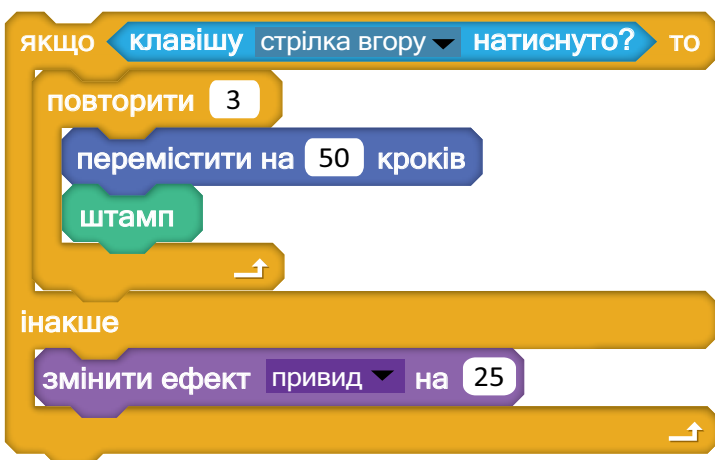 якщо клавішу стрілка вгору натиснуто? то
повторити 3
перемістити на 50 кроків
штамп
інакше
змінити ефект привид на 25